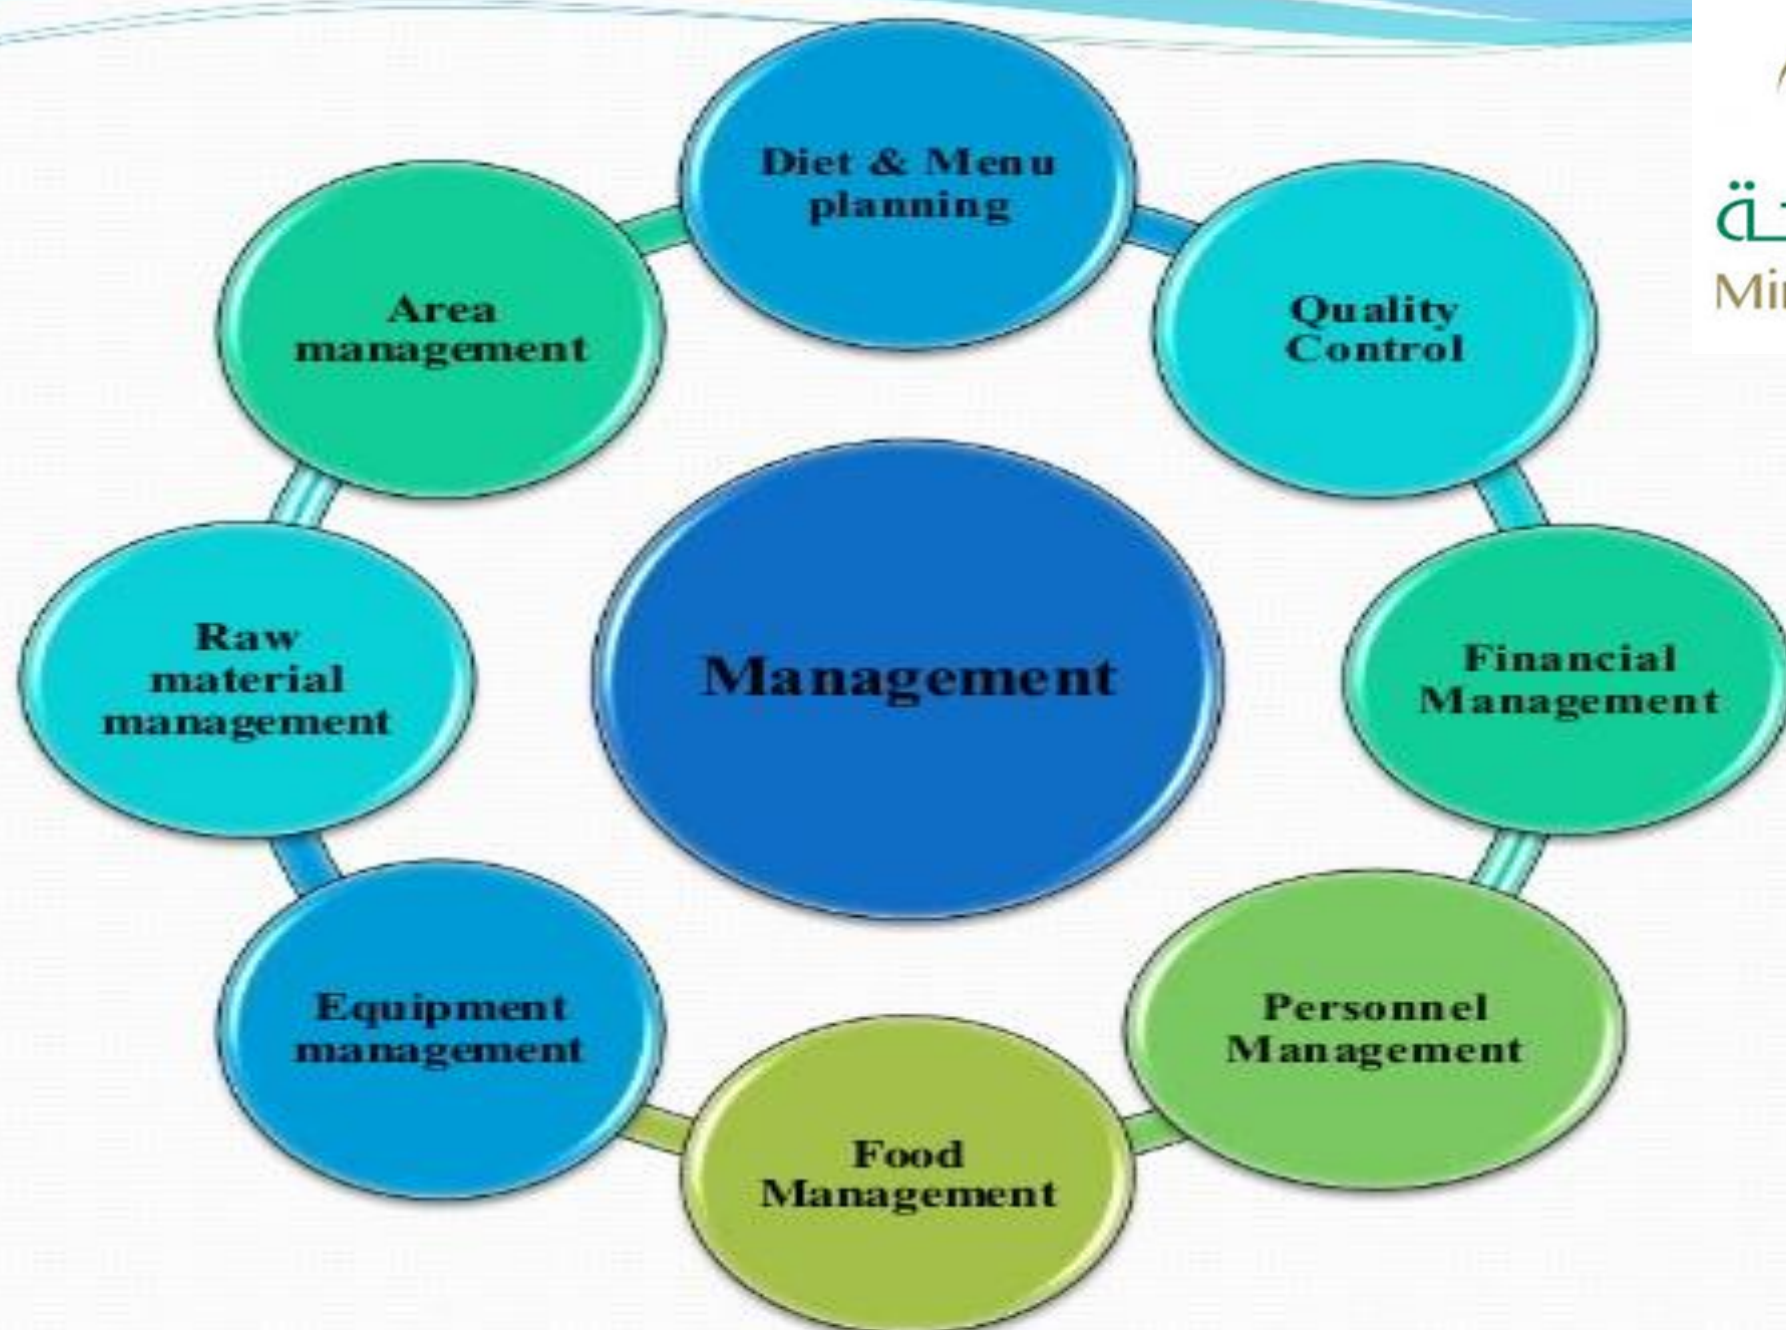 Diet & Menu
planning
Quality
Control
Financial
Management
Personnel
Management
Food
Management
Equipment
management
Raw
material
management
Area
management
Management